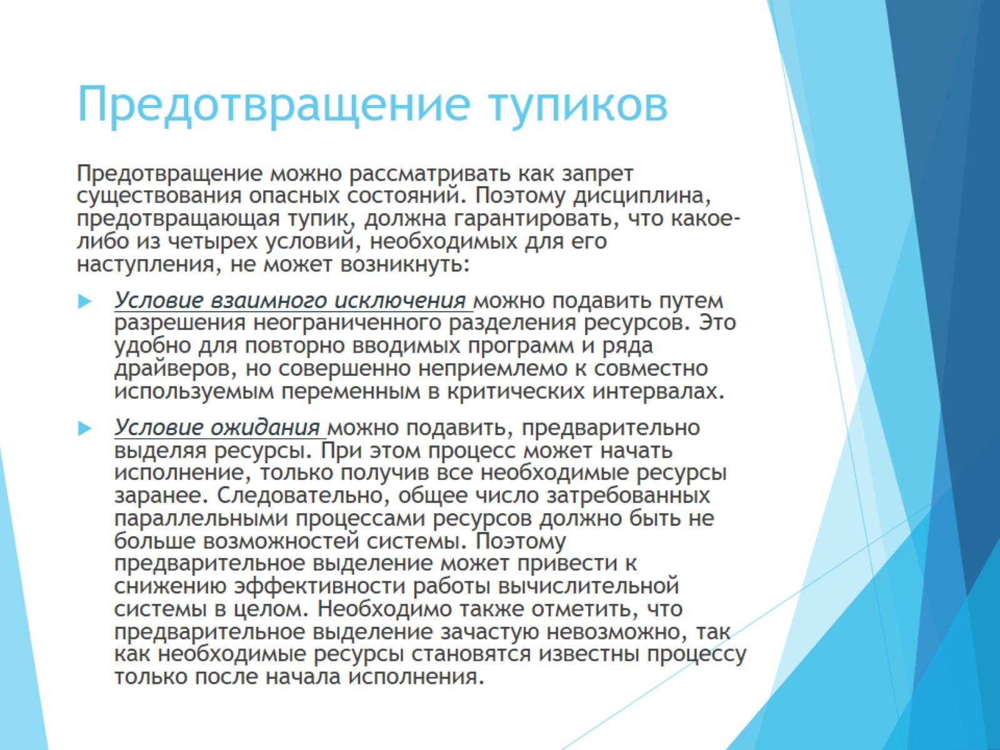 Предотвращение тупиков
Предотвращение можно рассматривать как запрет
существования опасных состояний. Поэтому дисциплина,
предотвращающая тупик, должна гарантировать, что какое-
либо из четырех условий, необходимых для его
наступления, не может возникнуть:
Условие взаимного исключения можно подавить путем
разрешения неограниченного разделения ресурсов. Это
удобно для повторно вводимых программ и ряда
драйверов, но совершенно неприемлемо к совместно
используемым переменным в критических интервалах.
Условие ожидания можно подавить, предварительно
выделяя ресурсы. При этом процесс может начать
исполнение, только получив все необходимые ресурсы
заранее. Следовательно, общее число затребованных
параллельными процессами ресурсов должно быть не
больше возможностей системы. Поэтому
предварительное выделение может привести к
снижению эффективности работы вычислительной
системы в целом. Необходимо также отметить, что
предварительное выделение зачастую невозможно, так
как необходимые ресурсы становятся известны процессу
только после начала исполнения.